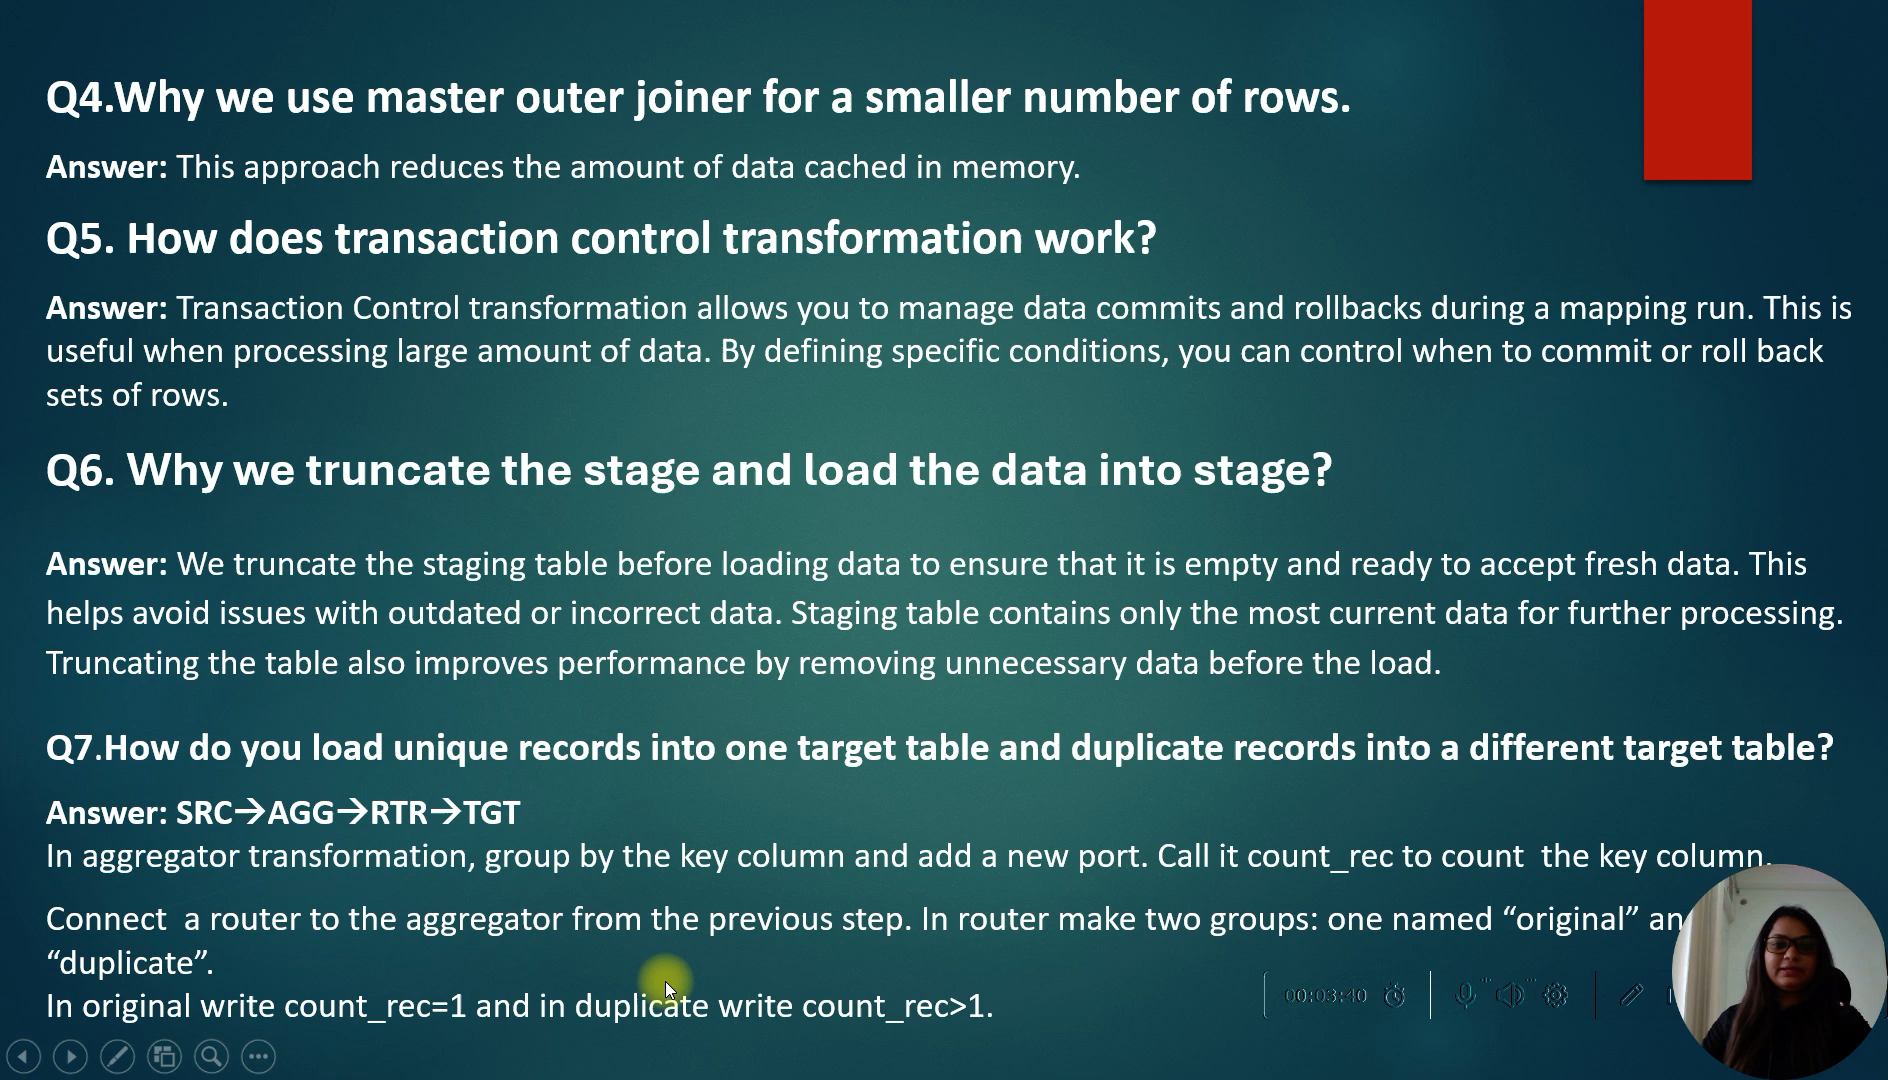 Q4.Why we use master outer joiner for a smaller number of rows.
Answer: This approach reduces the amount of data cached in memory.
Q5. How does transaction control transformation work?
Answer: Transaction Control transformation allows you to manage data commits and rollbacks during a mapping run. This is
useful when processing large amount of data. By defining specific conditions, you can control when to commit or roll back
sets of rows.
Q6. Why we truncate the stage and load the data into stage?
Answer: We truncate the staging table before loading data to ensure that it is empty and ready to accept fresh data. This
helps avoid issues with outdated or incorrect data. Staging table contains only the most current data for further processing.
Truncating the table also improves performance by removing unnecessary data before the load.
Q7.How do you load unique records into one target table and duplicate records into a different target table?
Answer: SRC→AGG→RTR→TGT
In aggregator transformation, group by the key column and add a new port. Call it count_rec to count  the key column.
Connect  a router to the aggregator from the previous step. In router make two groups: one named “original”
“duplicate”.
In original write count_rec=1 and in duplicate write count_rec>1.
00:03:40